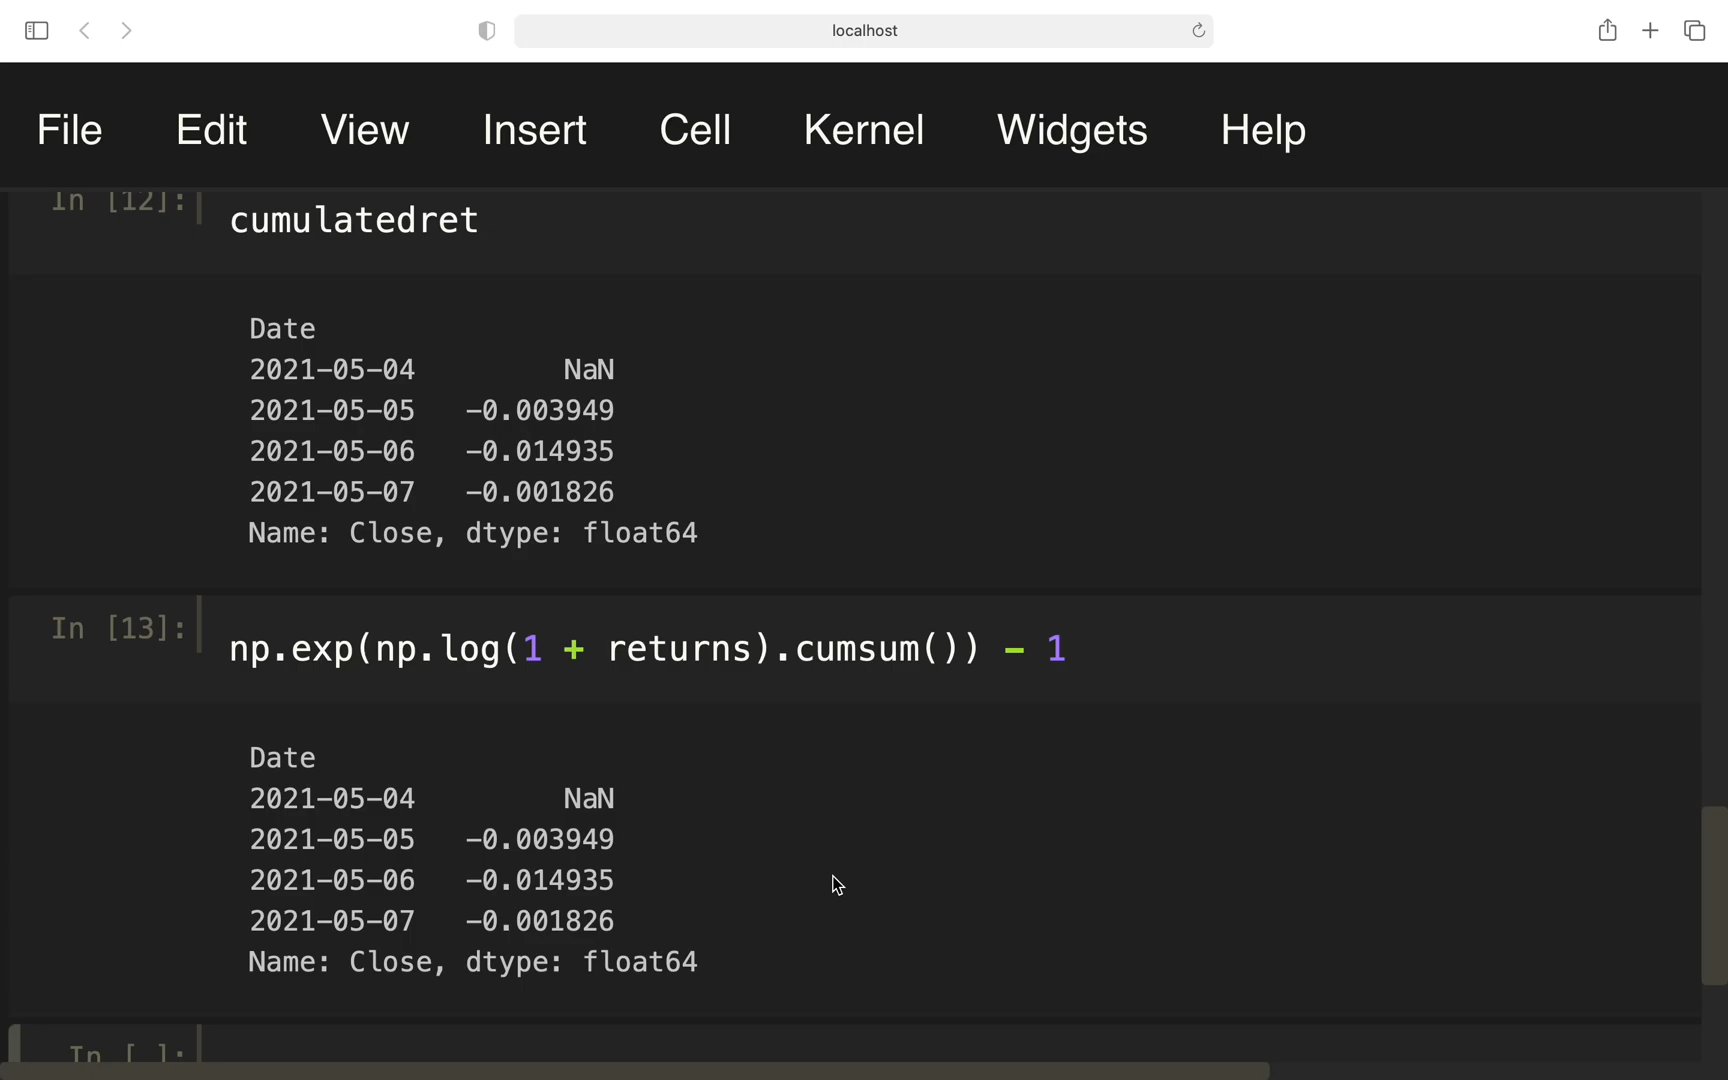 localhost
File Edit View Insert Cell Kernel Widgets Help
In [12]:
cumulatedret
Date
2021-05-04 NaN
2021-05-05 -0.003949
2021-05-06 -0.014935
2021-05-07 -0.001826
Name: Close, dtype: float64
In [13]:
np.exp(np.log(1 + returns).cumsum()) - 1
Date
2021-05-04 NaN
2021-05-05 -0.003949
2021-05-06 -0.014935
2021-05-07 -0.001826
Name: Close, dtype: float64
In [ ]: